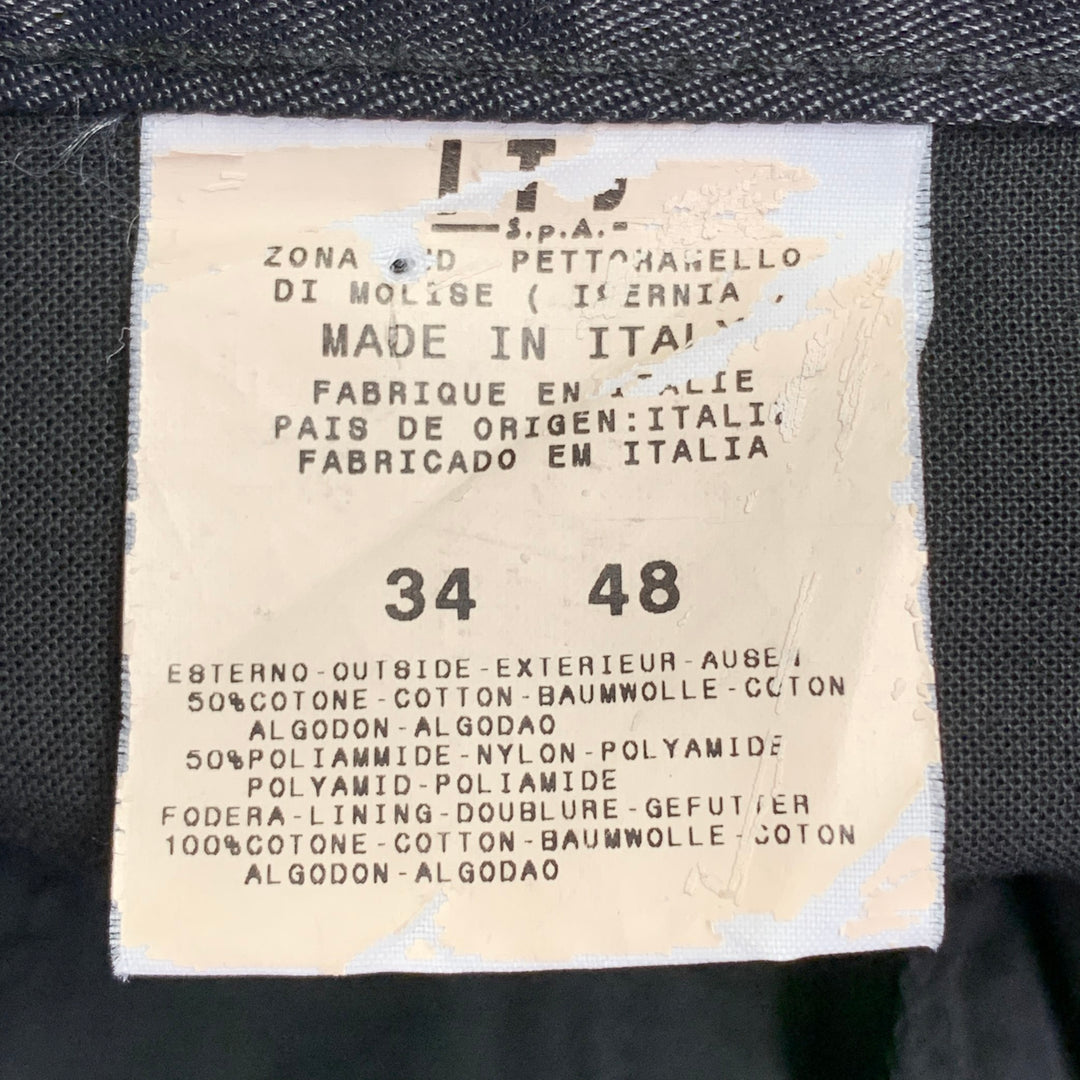 S.p.A.
ZONA PETTORANELLO
DI MOLISE ( ISERNIA
MADE IN ITALY
FABRIQUE EN ITALIE
PAIS DE ORIGEN:ITALIA
FABRICADO EM ITALIA
34 48
ESTERNO-OUTSIDE-EXTERIEUR-AUSEN
50%COTONE-COTTON-BAUMWOLLE-COTON
ALGODON-ALGODAO
50%POLIAMMIDE-NYLON-POLYAMIDE
POLYAMID-POLIAMIDE
FODERA-LINING-DOUBLURE-GEFUTTER
100%COTONE-COTTON-BAUMWOLLE-COTON
ALGODON-ALGODAO